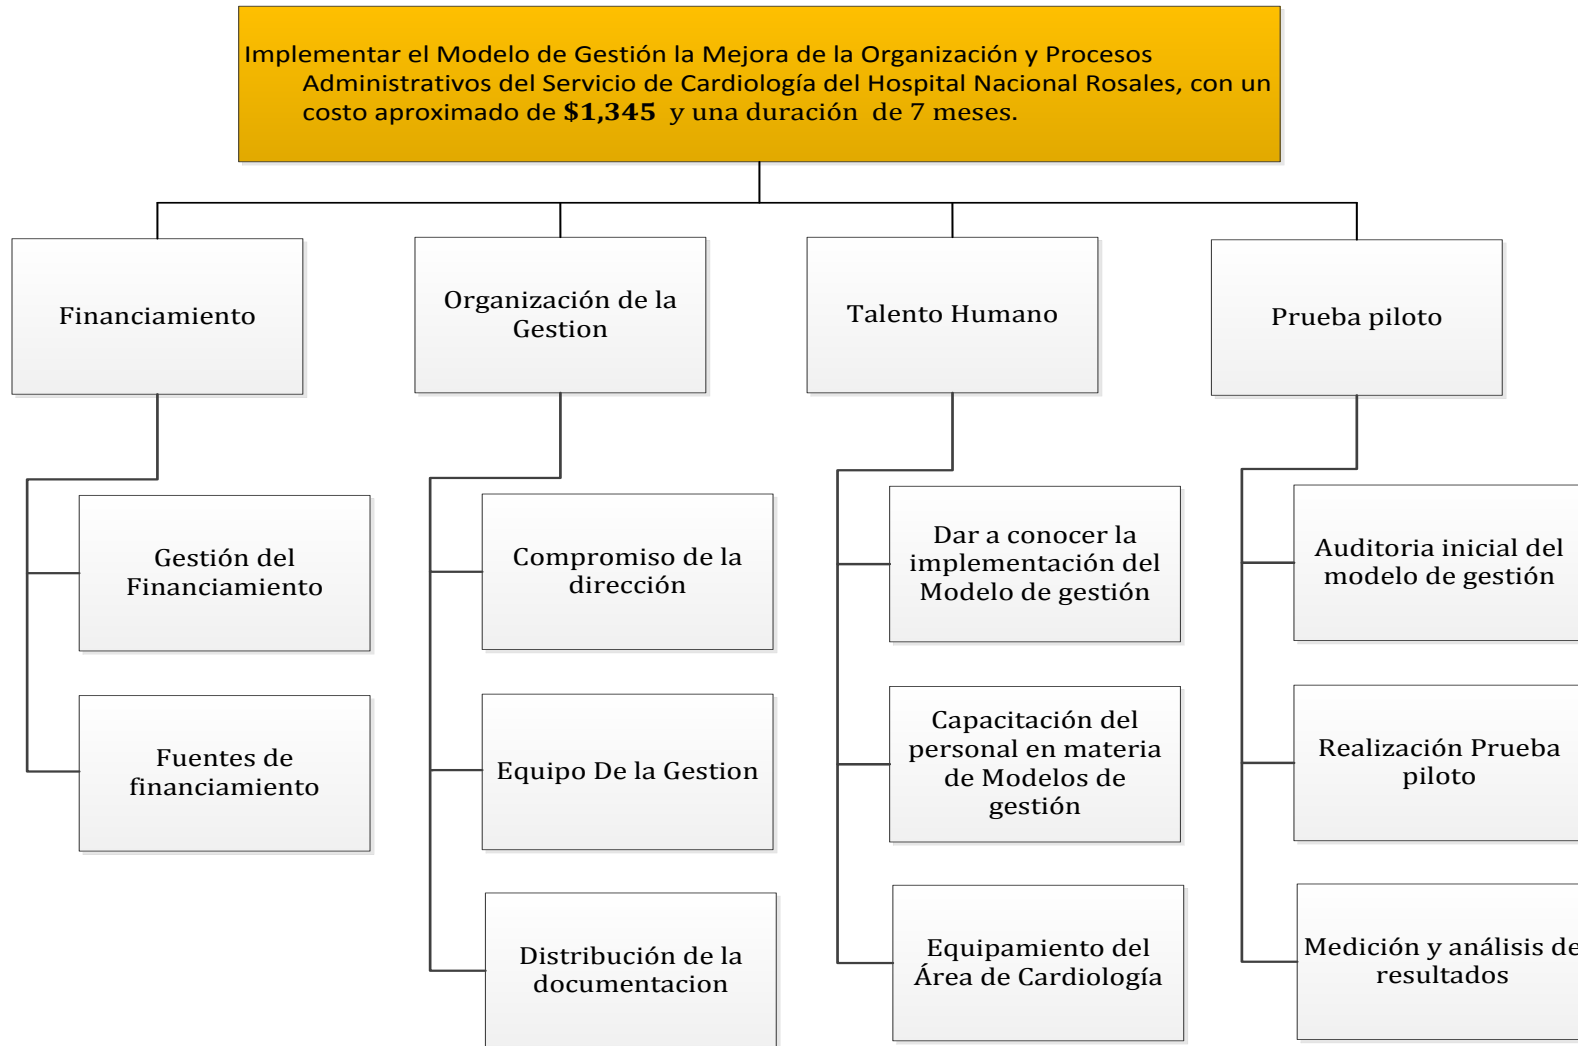 Implementar el Modelo de Gestión la Mejora de la Organización y Procesos
Administrativos del Servicio de Cardiología del Hospital Nacional Rosales, con un
costo aproximado de $1,345 y una duración de 7 meses.
Financiamiento
Organización de la
Gestion
Talento Humano
Prueba piloto
Gestión del
Financiamiento
Fuentes de
financiamiento
Compromiso de la
dirección
Equipo De la Gestion
Distribución de la
documentacion
Dar a conocer la
implementación del
Modelo de gestión
Capacitación del
personal en materia
de Modelos de
gestión
Equipamiento del
Área de Cardiología
Auditoria inicial del
modelo de gestión
Realización Prueba
piloto
Medición y análisis de
resultados